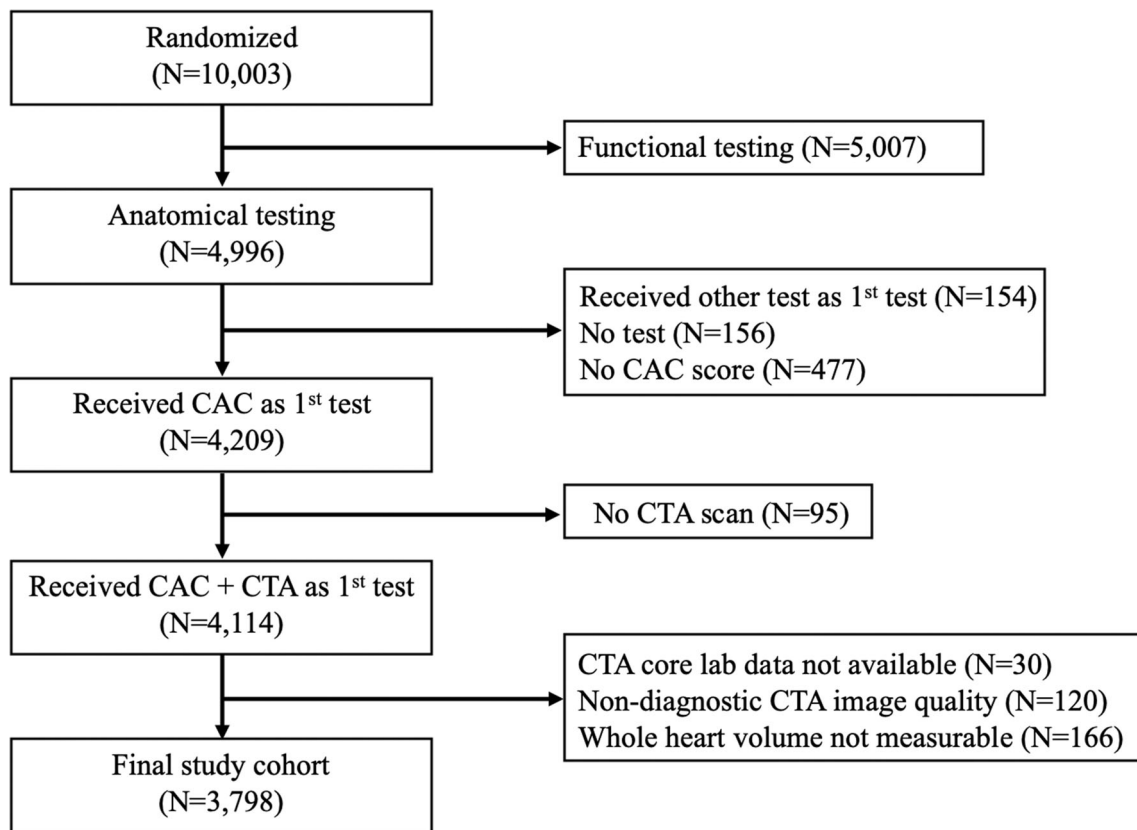 Randomized
(N=10,003)
Functional testing (N=5,007)
Anatomical testing
(N=4,996)
Received other test as 1st test (N=154)
No test (N=156)
No CAC score (N=477)
Received CAC as 1st test
(N=4,209)
No CTA scan (N=95)
Received CAC + CTA as 1st test
(N=4,114)
CTA core lab data not available (N=30)
Non-diagnostic CTA image quality (N=120)
Whole heart volume not measurable (N=166)
Final study cohort
(N=3,798)